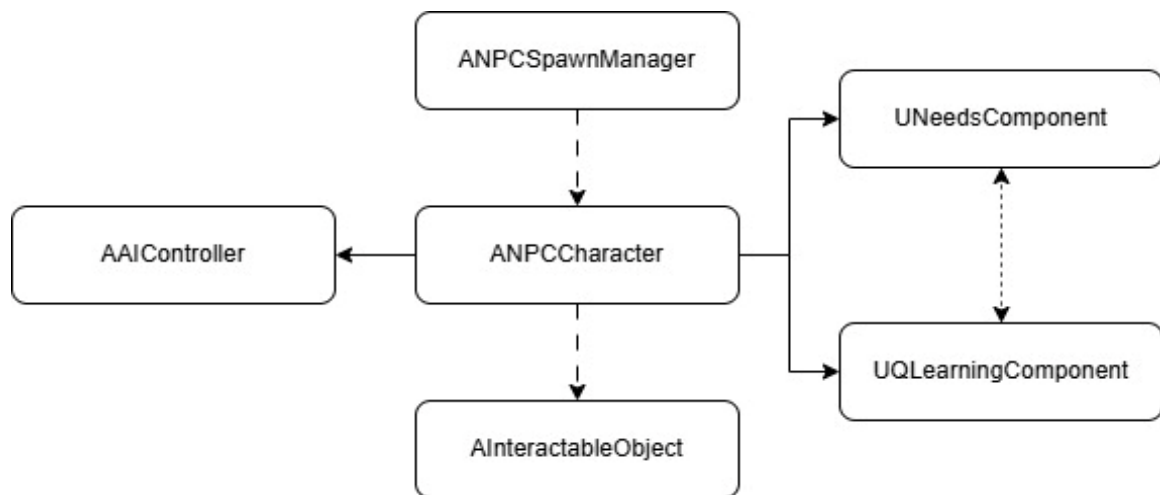 ANPCSpawnManager
UNeedsComponent
AAIController
ANPCCharacter
UQLearningComponent
AInteractableObject